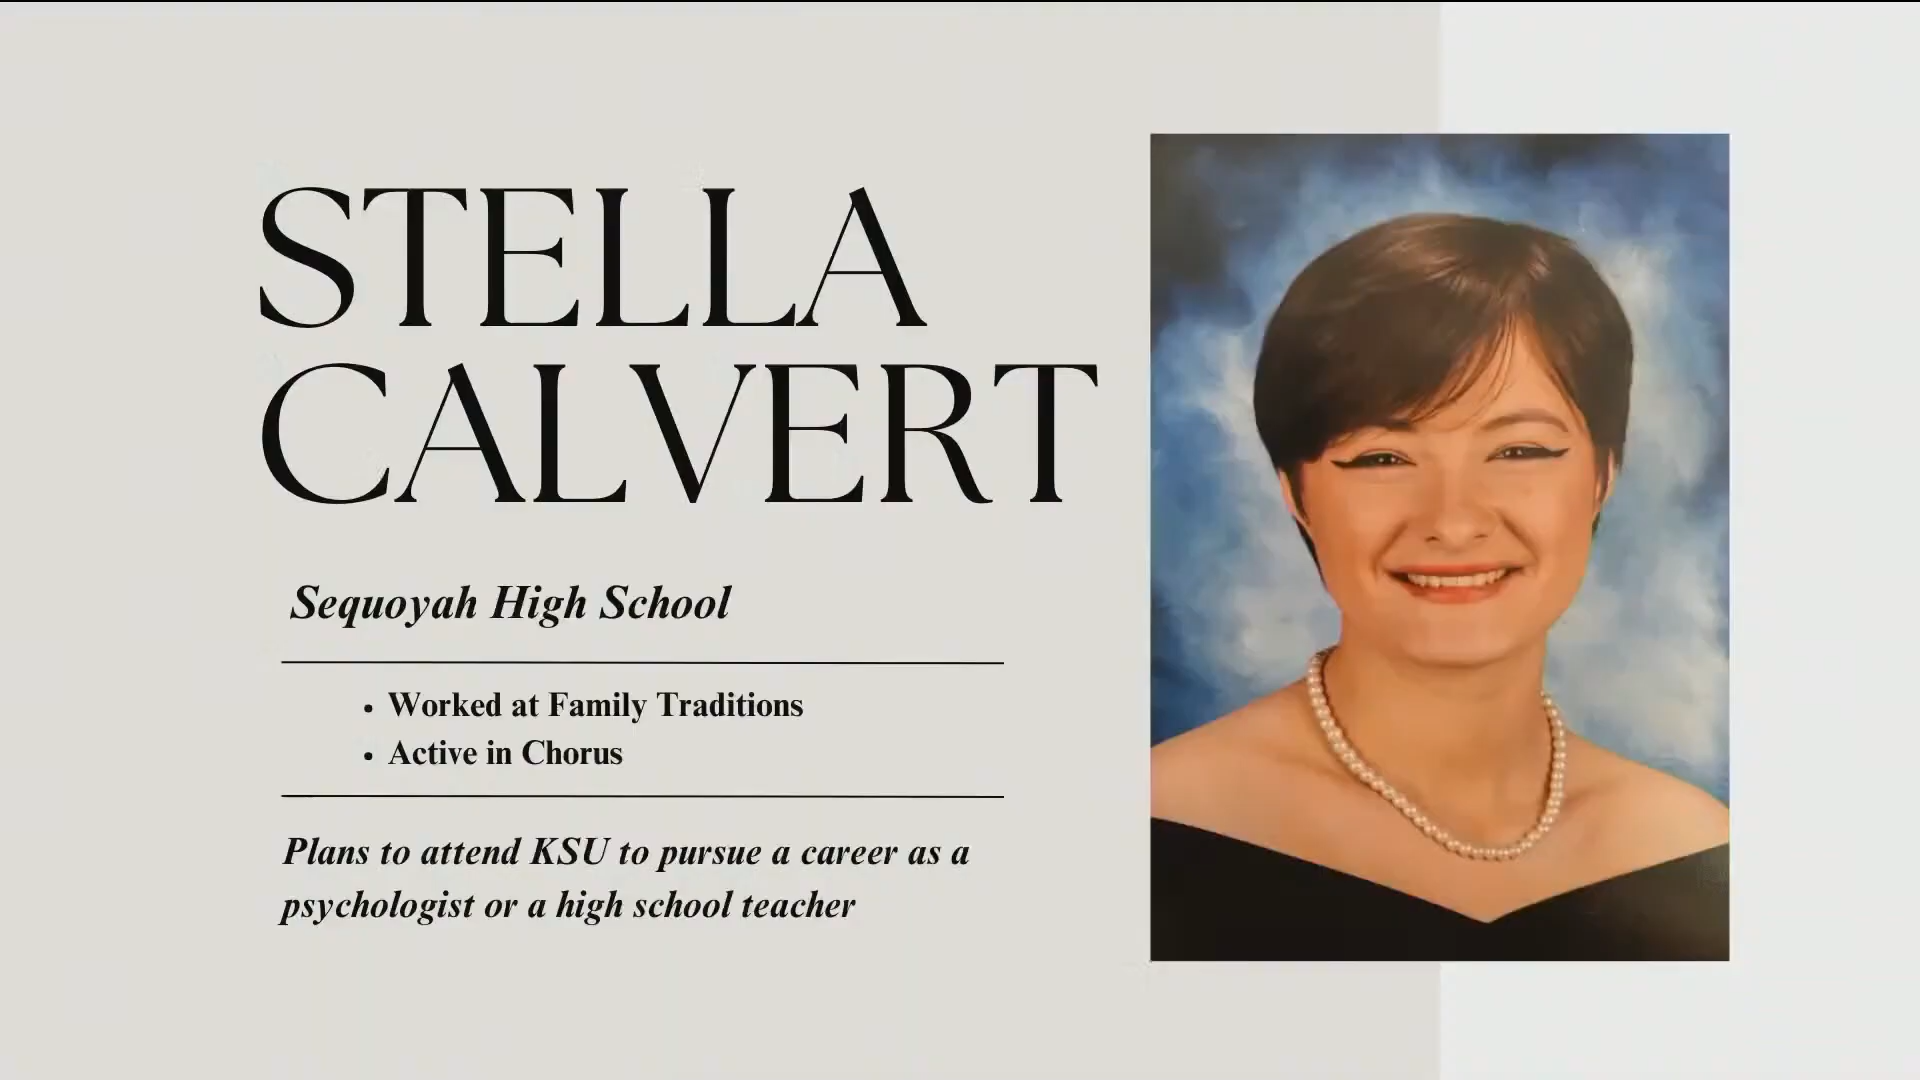 STELLA
CALVERT
Sequoyah High School
• Worked at Family Traditions
• Active in Chorus
Plans to attend KSU to pursue a career as a
psychologist or a high school teacher